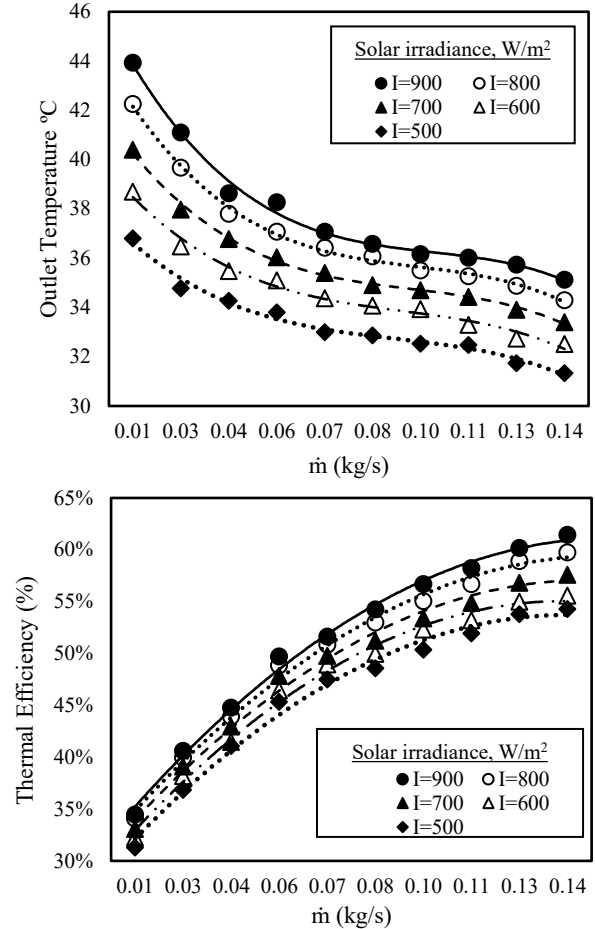 46
44
42
40
38
36
34
32
30
Outlet Temperature ºC
Solar irradiance, W/m²
I=900 I=800
I=700 I=600
I=500
0.01 0.03 0.04 0.06 0.07 0.08 0.10 0.11 0.13 0.14
ṁ (kg/s)
65%
60%
55%
50%
45%
40%
35%
30%
Thermal Efficiency (%)
Solar irradiance, W/m²
I=900 I=800
I=700 I=600
I=500
0.01 0.03 0.04 0.06 0.07 0.08 0.10 0.11 0.13 0.14
ṁ (kg/s)